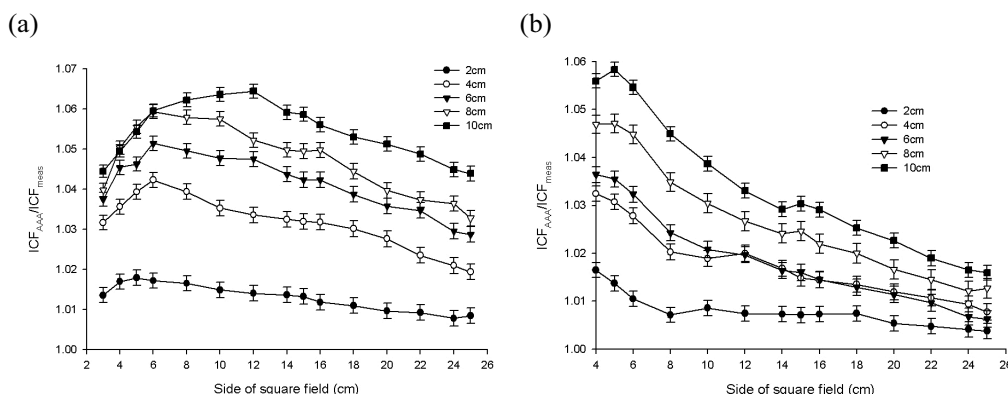 (a)
(b)
1.07
1.06
1.05
1.04
1.03
1.02
1.01
1.00
ICF_AAA/ICF_meas
2 4 6 8 10 12 14 16 18 20 22 24 26
Side of square field (cm)
2cm
4cm
6cm
8cm
10cm
1.06
1.05
1.04
1.03
1.02
1.01
1.00
ICF_AAA/ICF_meas
4 6 8 10 12 14 16 18 20 22 24 26
Side of square field (cm)
2cm
4cm
6cm
8cm
10cm